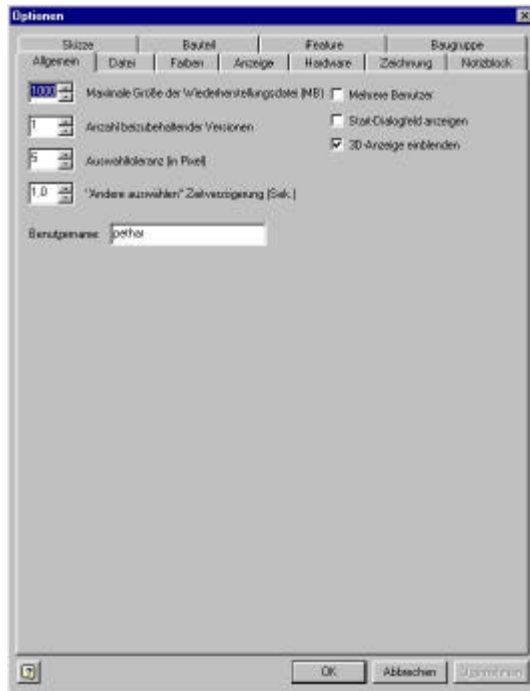 Optionen
Skizze Bauteil iFeature Baugruppe
Allgemein Datei Farben Anzeige Hardware Zeichnung Notizblock
1000 Maximale Größe der Wiederherstellungsdatei (MB) Mehrere Benutzer
1 Anzahl beizubehaltender Versionen Start-Dialogfeld anzeigen
5 Auswahltoleranz (in Pixel) 3D-Anzeige einblenden
1,0 "Andere auswählen" Zeitverzögerung (Sek.)
Benutzername: pethar
OK Abbrechen Übernehmen